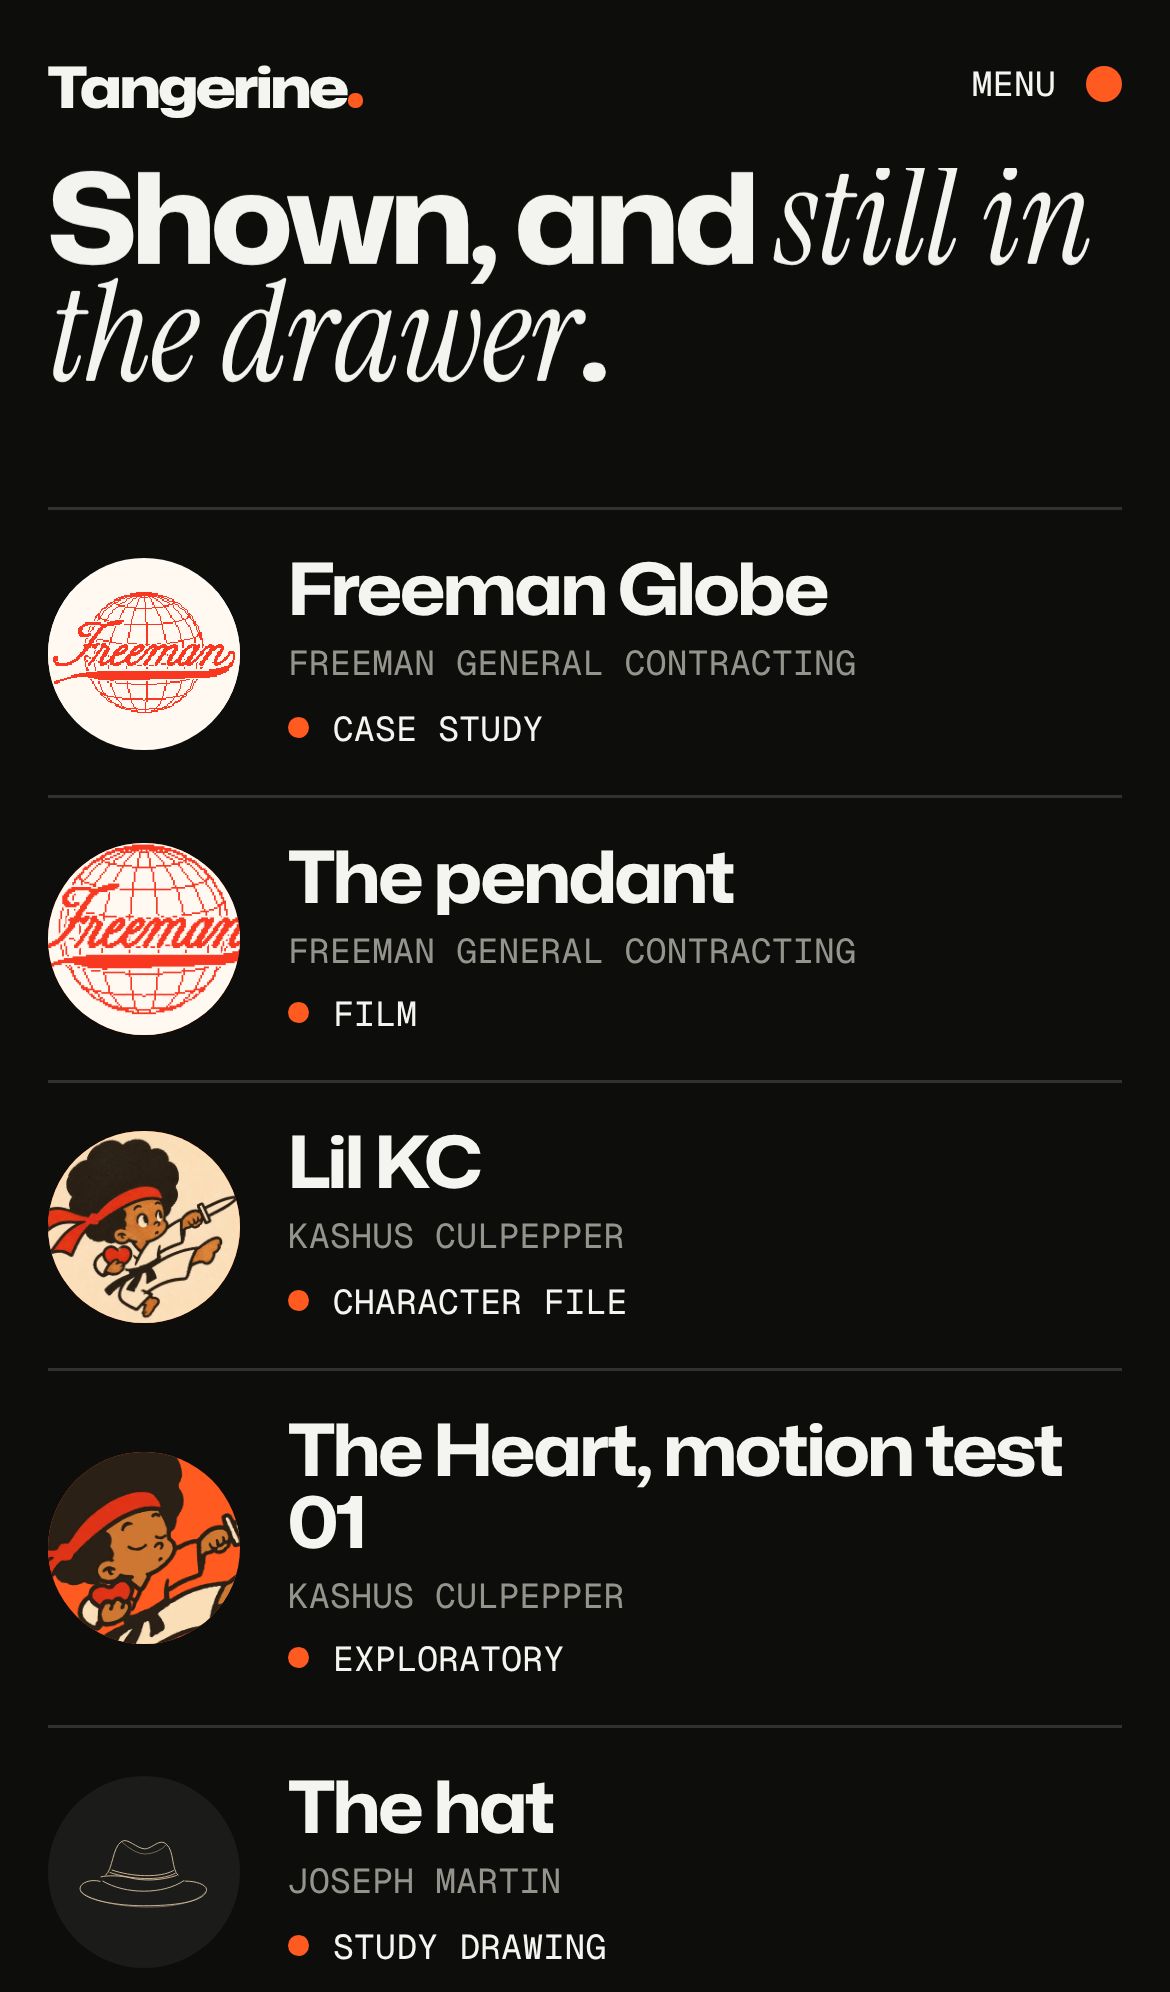 Tangerine.
MENU
Shown, and still in
the drawer.
Freeman
Freeman Globe
FREEMAN GENERAL CONTRACTING
CASE STUDY
Freeman
The pendant
FREEMAN GENERAL CONTRACTING
FILM
Lil KC
KASHUS CULPEPPER
CHARACTER FILE
The Heart, motion test
01
KASHUS CULPEPPER
EXPLORATORY
The hat
JOSEPH MARTIN
STUDY DRAWING